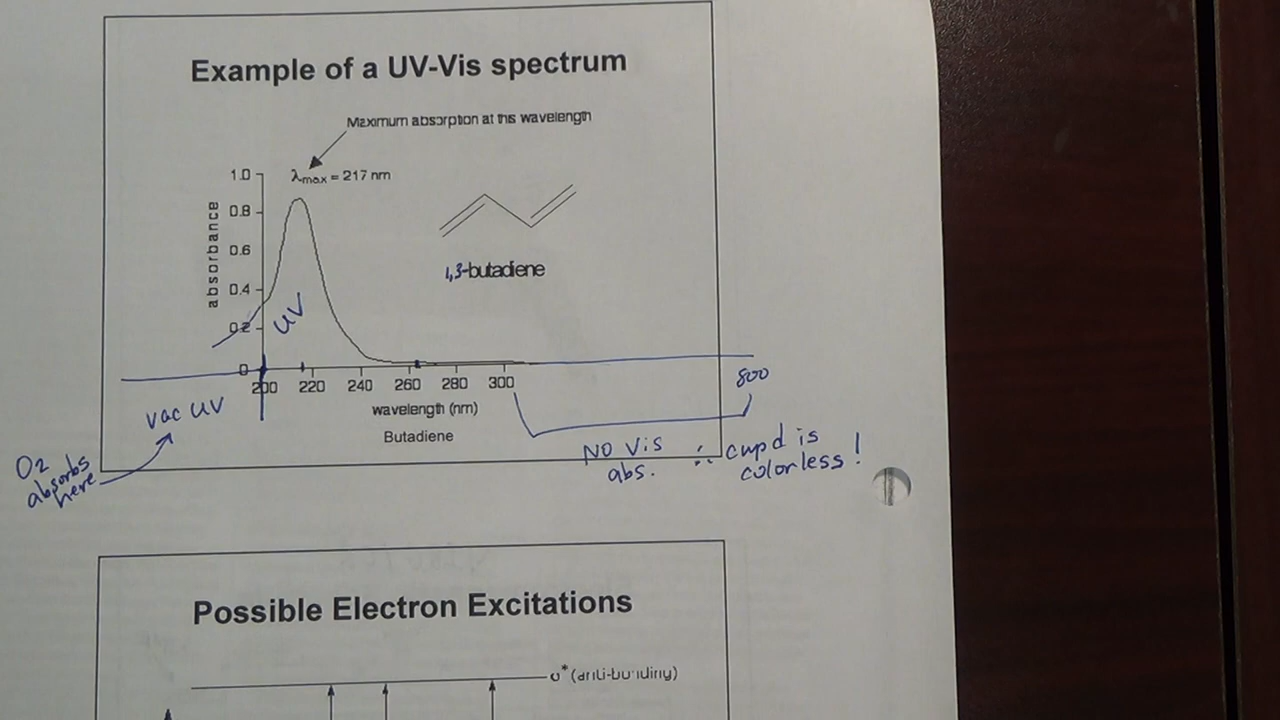 Example of a UV-Vis spectrum
Maximum absorption at this wavelength
λmax = 217 nm
1.0
0.8
0.6
0.4
0.2
0
absorbance
UV
1,3-butadiene
200 220 240 260 280 300
800
wavelength (nm)
Butadiene
vac UV
O2
absorbs
here
NO Vis
abs.
∴ cmpd is
colorless!
Possible Electron Excitations
σ* (anti-bonding)